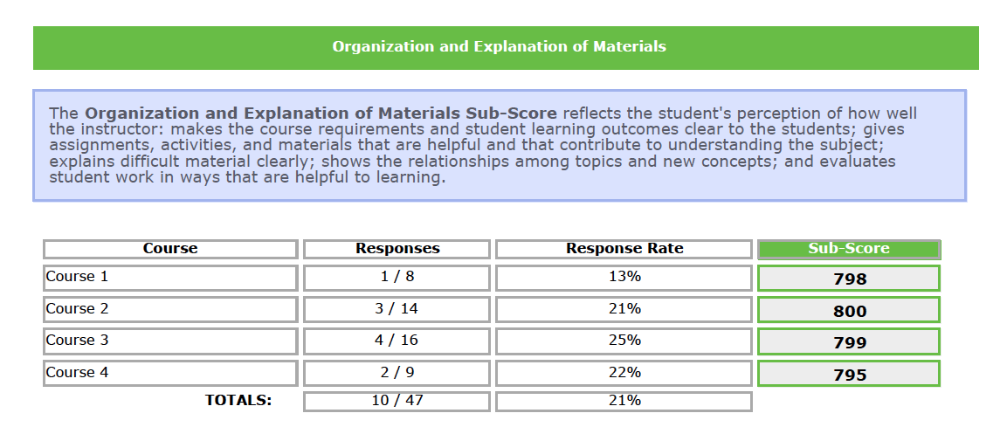 Organization and Explanation of Materials
The Organization and Explanation of Materials Sub-Score reflects the student's perception of how well
the instructor: makes the course requirements and student learning outcomes clear to the students; gives
assignments, activities, and materials that are helpful and that contribute to understanding the subject;
explains difficult material clearly; shows the relationships among topics and new concepts; and evaluates
student work in ways that are helpful to learning.
Course Responses Response Rate Sub-Score
Course 1 1 / 8 13% 798
Course 2 3 / 14 21% 800
Course 3 4 / 16 25% 799
Course 4 2 / 9 22% 795
TOTALS: 10 / 47 21%